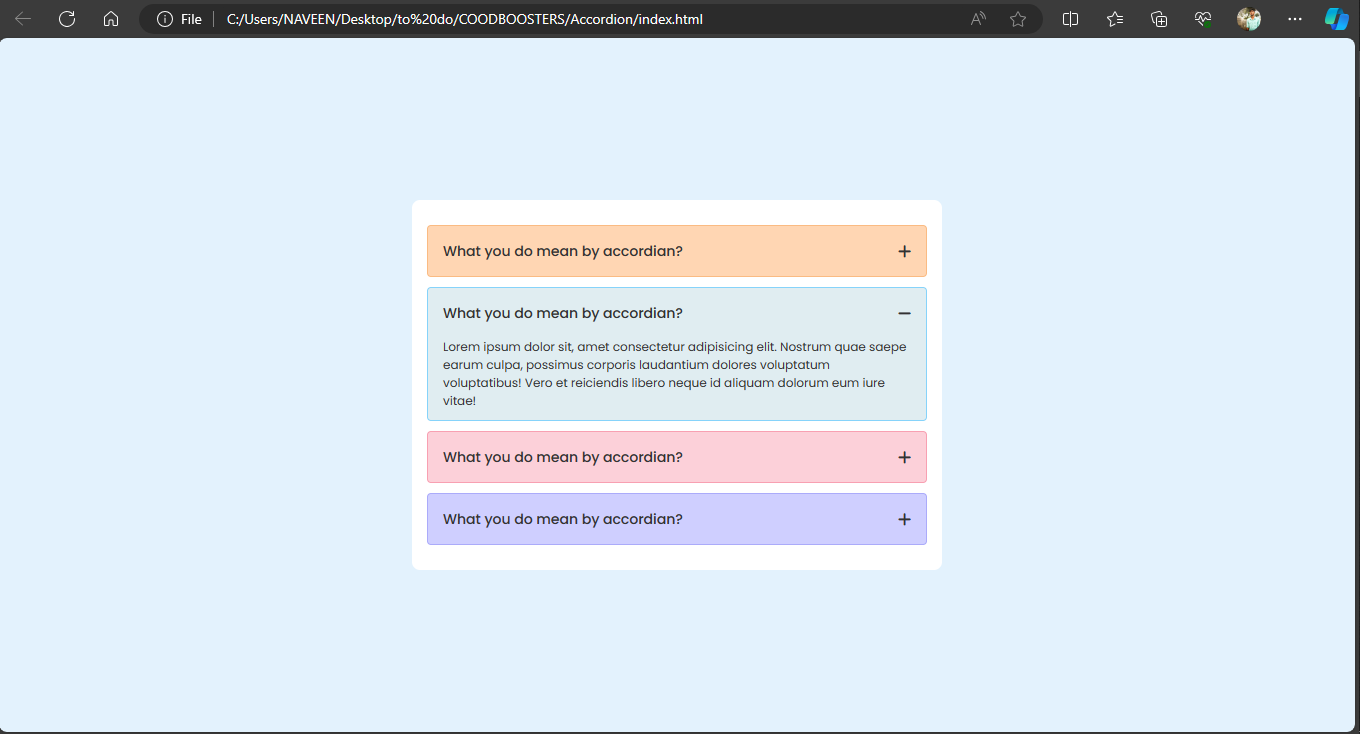 File
C:/Users/NAVEEN/Desktop/to%20do/COODBOOSTERS/Accordion/index.html
What you do mean by accordian?
What you do mean by accordian?
Lorem ipsum dolor sit, amet consectetur adipisicing elit. Nostrum quae saepe
earum culpa, possimus corporis laudantium dolores voluptatum
voluptatibus! Vero et reiciendis libero neque id aliquam dolorum eum iure
vitae!
What you do mean by accordian?
What you do mean by accordian?